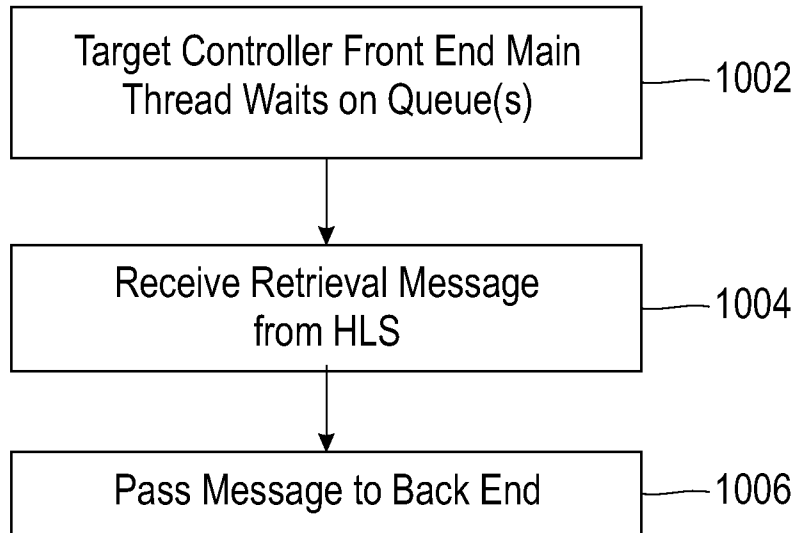 Target Controller Front End Main
Thread Waits on Queue(s)
1002
Receive Retrieval Message
from HLS
1004
Pass Message to Back End
1006